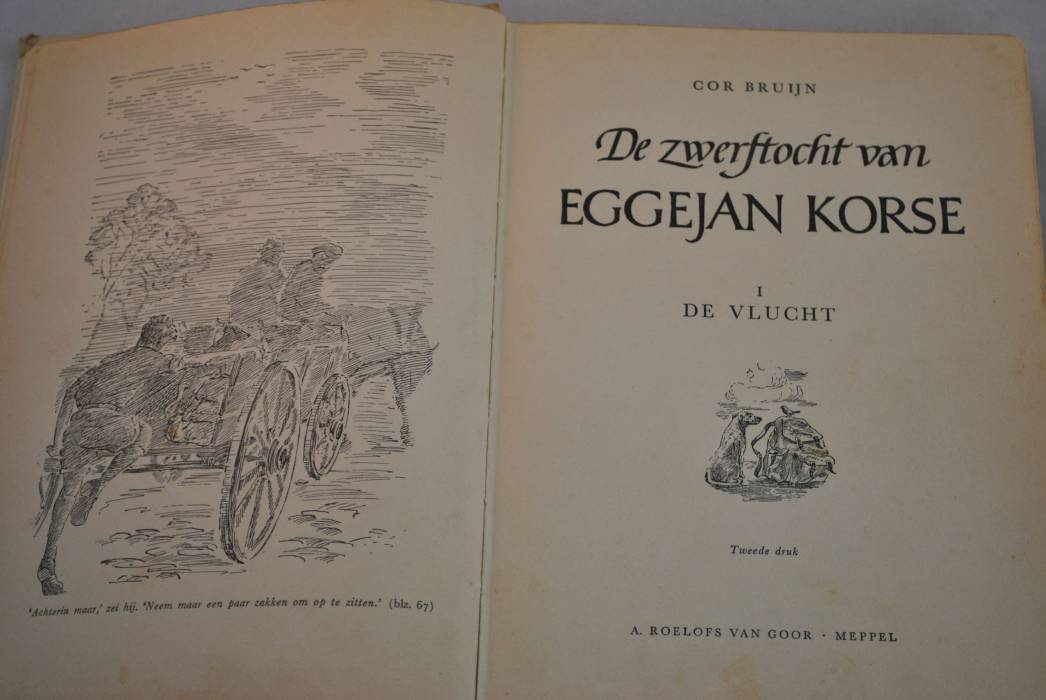 'Achterin maar,' zei hij. 'Neem maar een paar zakken om op te zitten.' (blz. 67)
COR BRUIJN
De zwerftocht van
EGGEJAN KORSE
I
DE VLUCHT
Tweede druk
A. ROELOFS VAN GOOR · MEPPEL